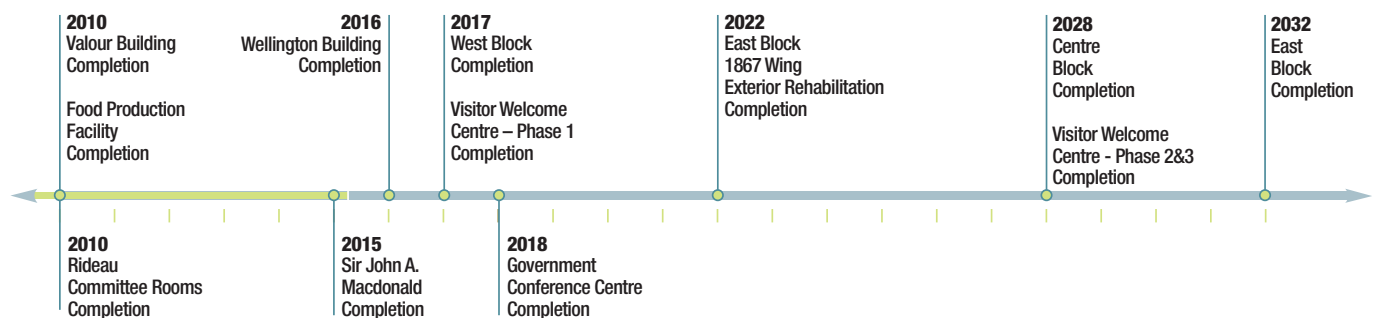 2010
Valour Building
Completion
Food Production
Facility
Completion
2016
Wellington Building
Completion
2017
West Block
Completion
Visitor Welcome
Centre – Phase 1
Completion
2022
East Block
1867 Wing
Exterior Rehabilitation
Completion
2028
Centre
Block
Completion
Visitor Welcome
Centre - Phase 2&3
Completion
2032
East
Block
Completion
2010
Rideau
Committee Rooms
Completion
2015
Sir John A.
Macdonald
Completion
2018
Government
Conference Centre
Completion